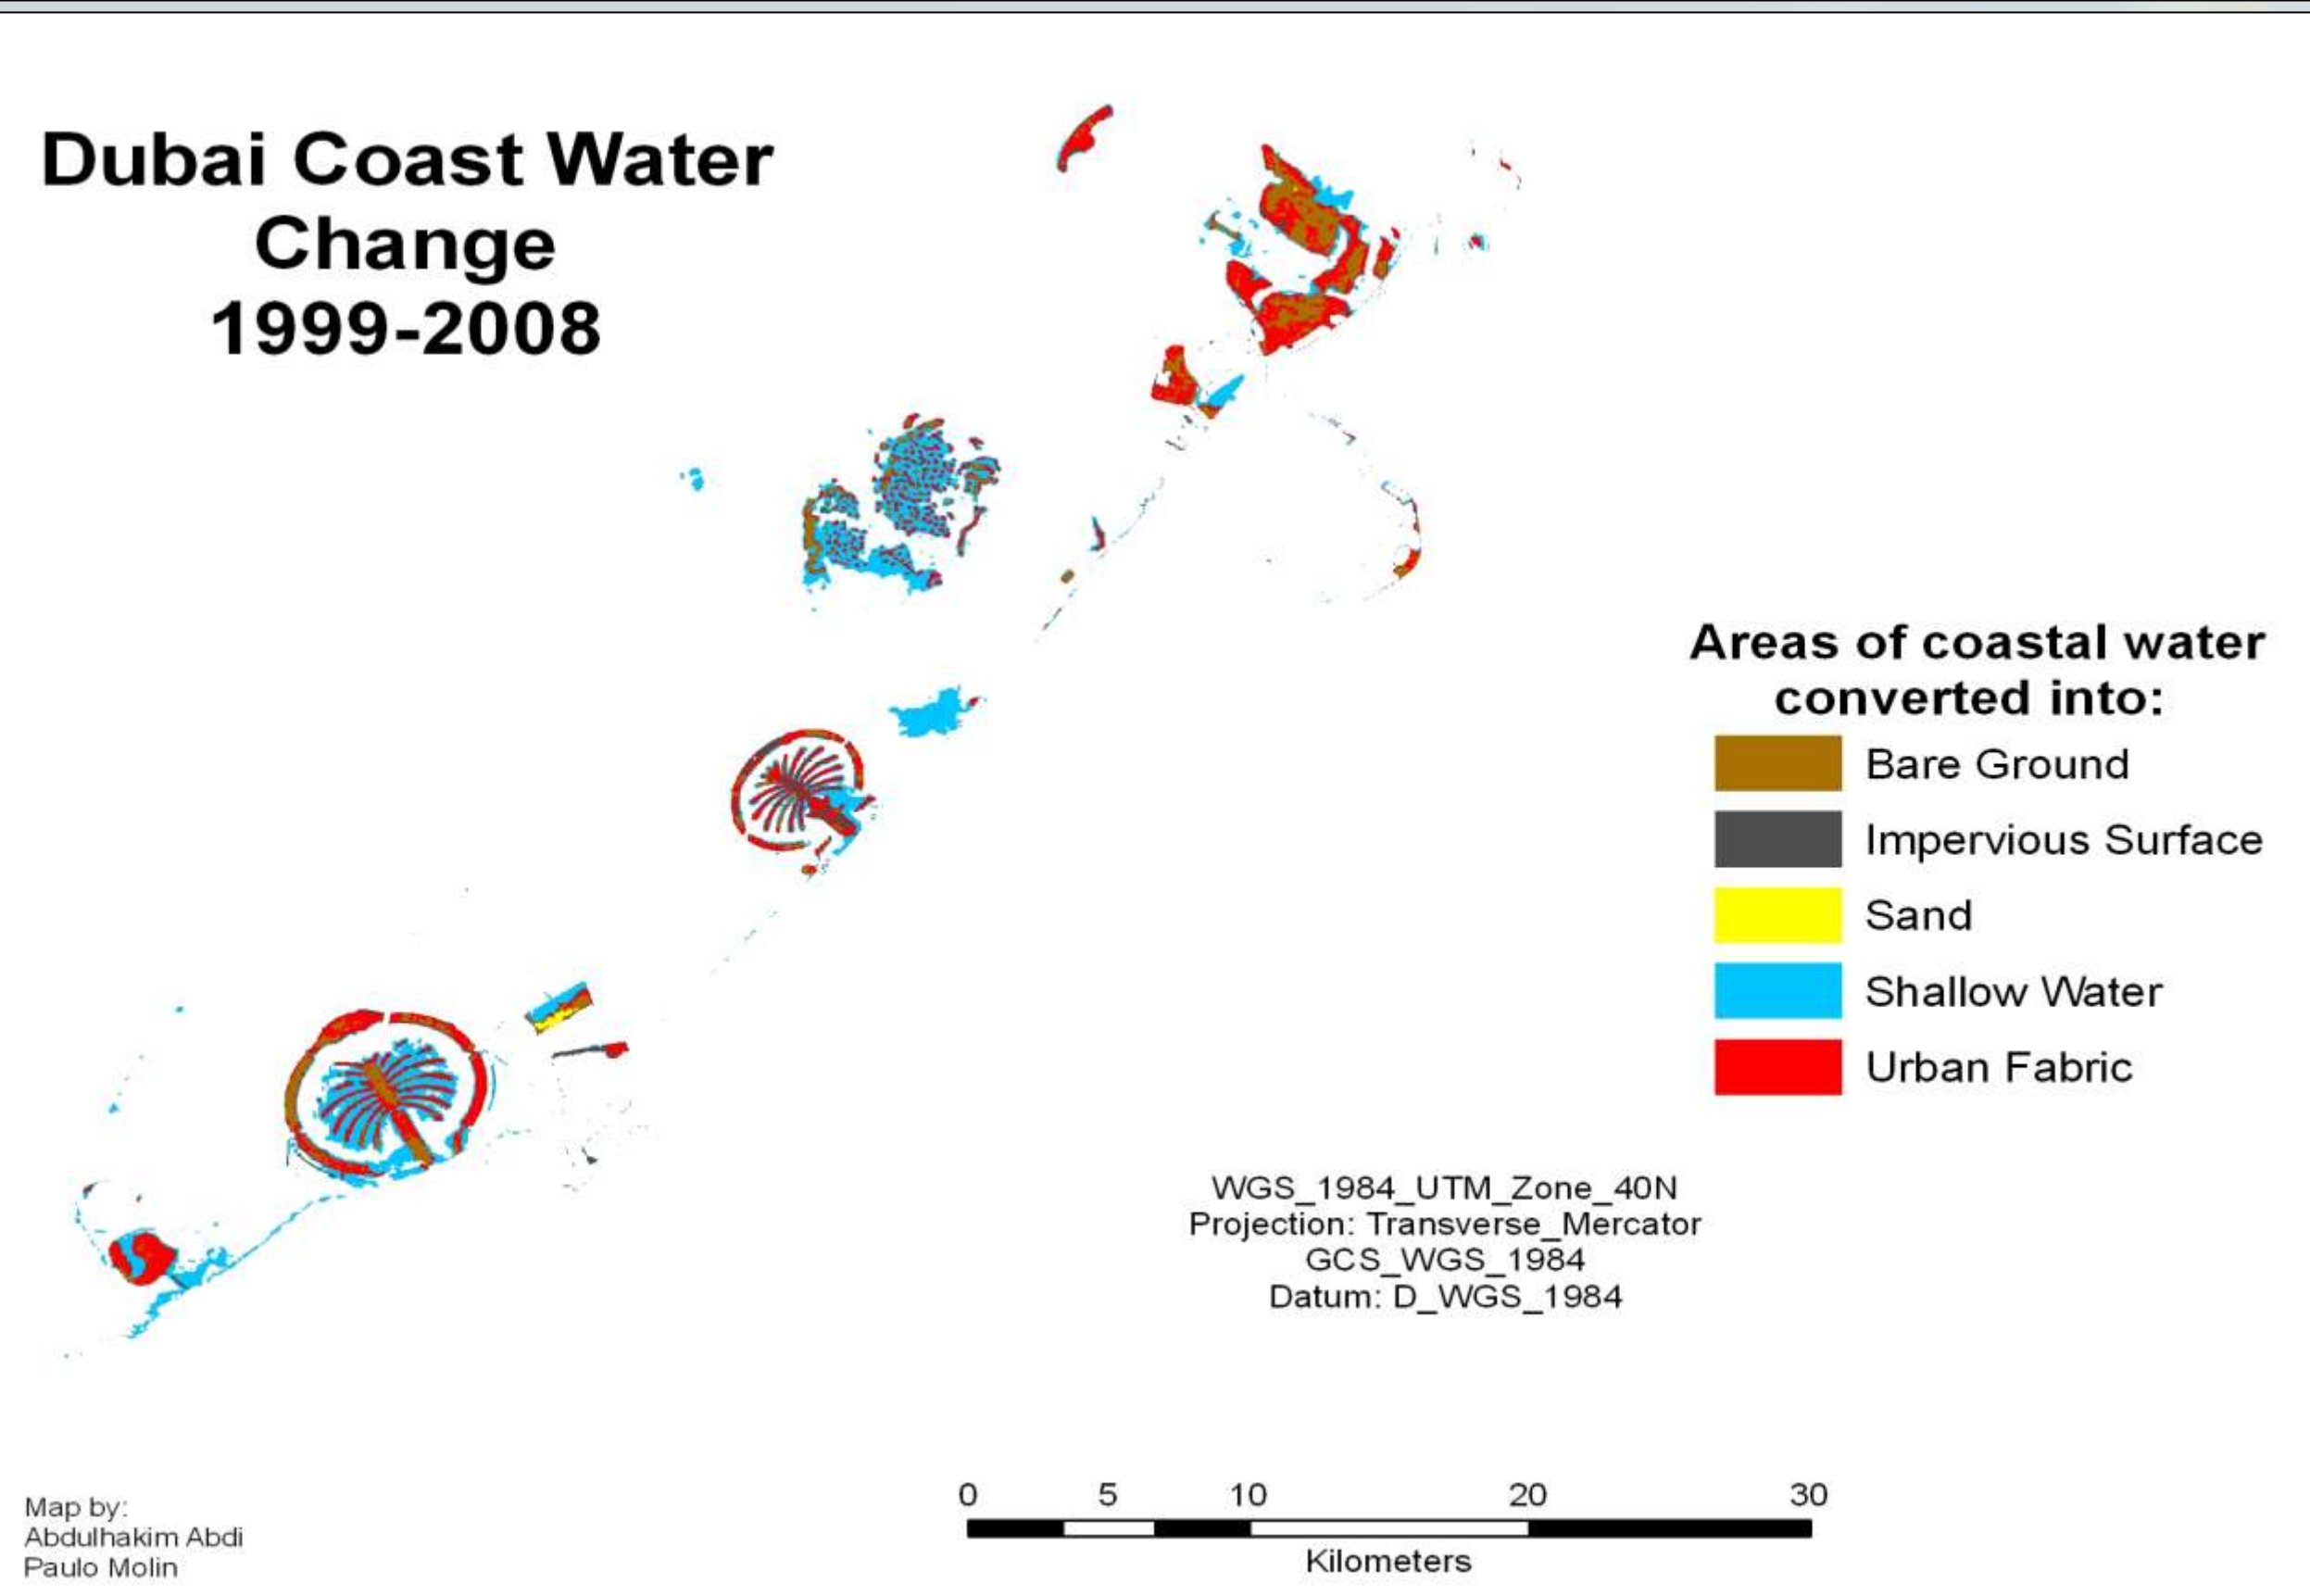 Dubai Coast Water
Change
1999-2008
Areas of coastal water
converted into:
Bare Ground
Impervious Surface
Sand
Shallow Water
Urban Fabric
WGS_1984_UTM_Zone_40N
Projection: Transverse_Mercator
GCS_WGS_1984
Datum: D_WGS_1984
0 5 10 20 30
Kilometers
Map by:
Abdulhakim Abdi
Paulo Molin